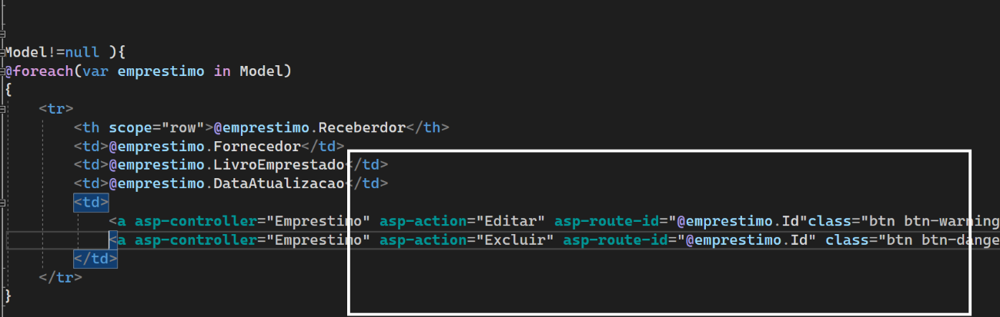 Model!=null ){
@foreach(var emprestimo in Model)
{
<tr>
<th scope="row">@emprestimo.Receberdor</th>
<td>@emprestimo.Fornecedor</td>
<td>@emprestimo.LivroEmprestado</td>
<td>@emprestimo.DataAtualizacao</td>
<td>
<a asp-controller="Emprestimo" asp-action="Editar" asp-route-id="@emprestimo.Id"class="btn btn-warning
<a asp-controller="Emprestimo" asp-action="Excluir" asp-route-id="@emprestimo.Id" class="btn btn-dange
</td>
</tr>
}